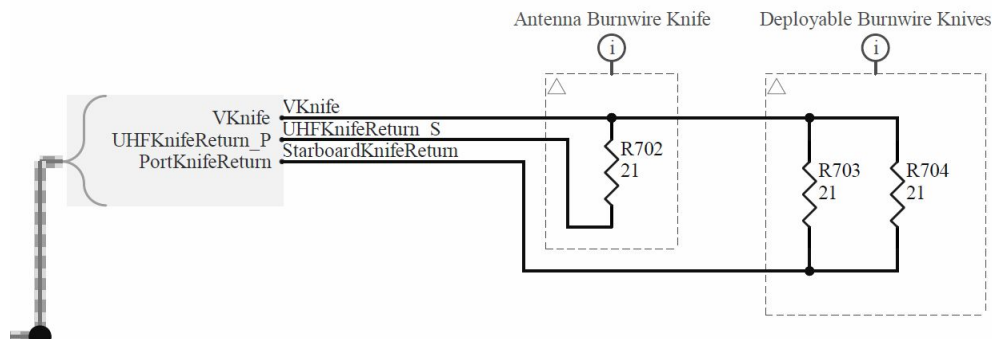 Antenna Burnwire Knife
Deployable Burnwire Knives
i
i
VKnife
VKnife
UHFKnifeReturn_P
UHFKnifeReturn_S
PortKnifeReturn
StarboardKnifeReturn
R702
21
R703
21
R704
21